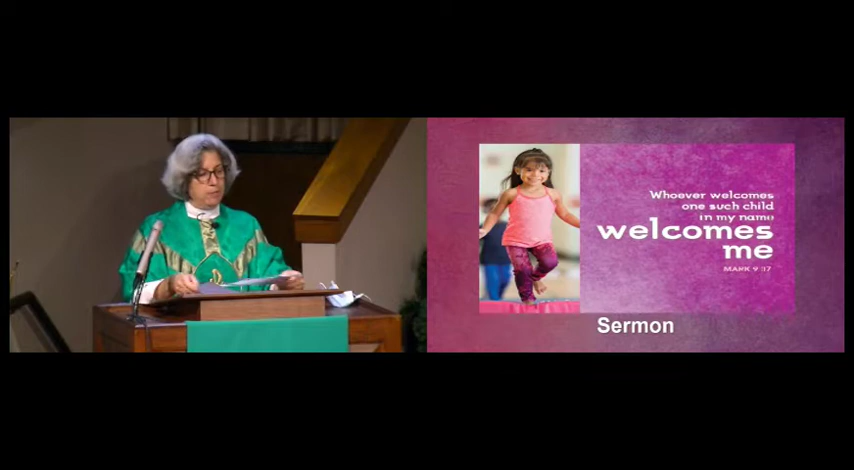 Whoever welcomes
one such child
in my name
welcomes
me
MARK 9:37
Sermon